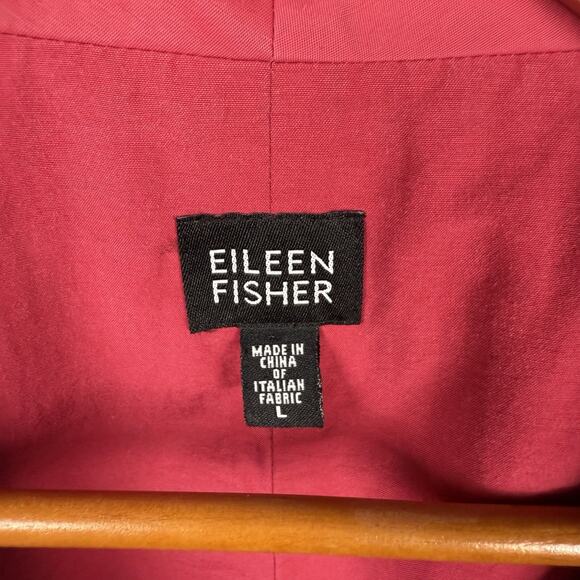 EILEEN
FISHER
MADE IN
CHINA
OF
ITALIAN
FABRIC
L